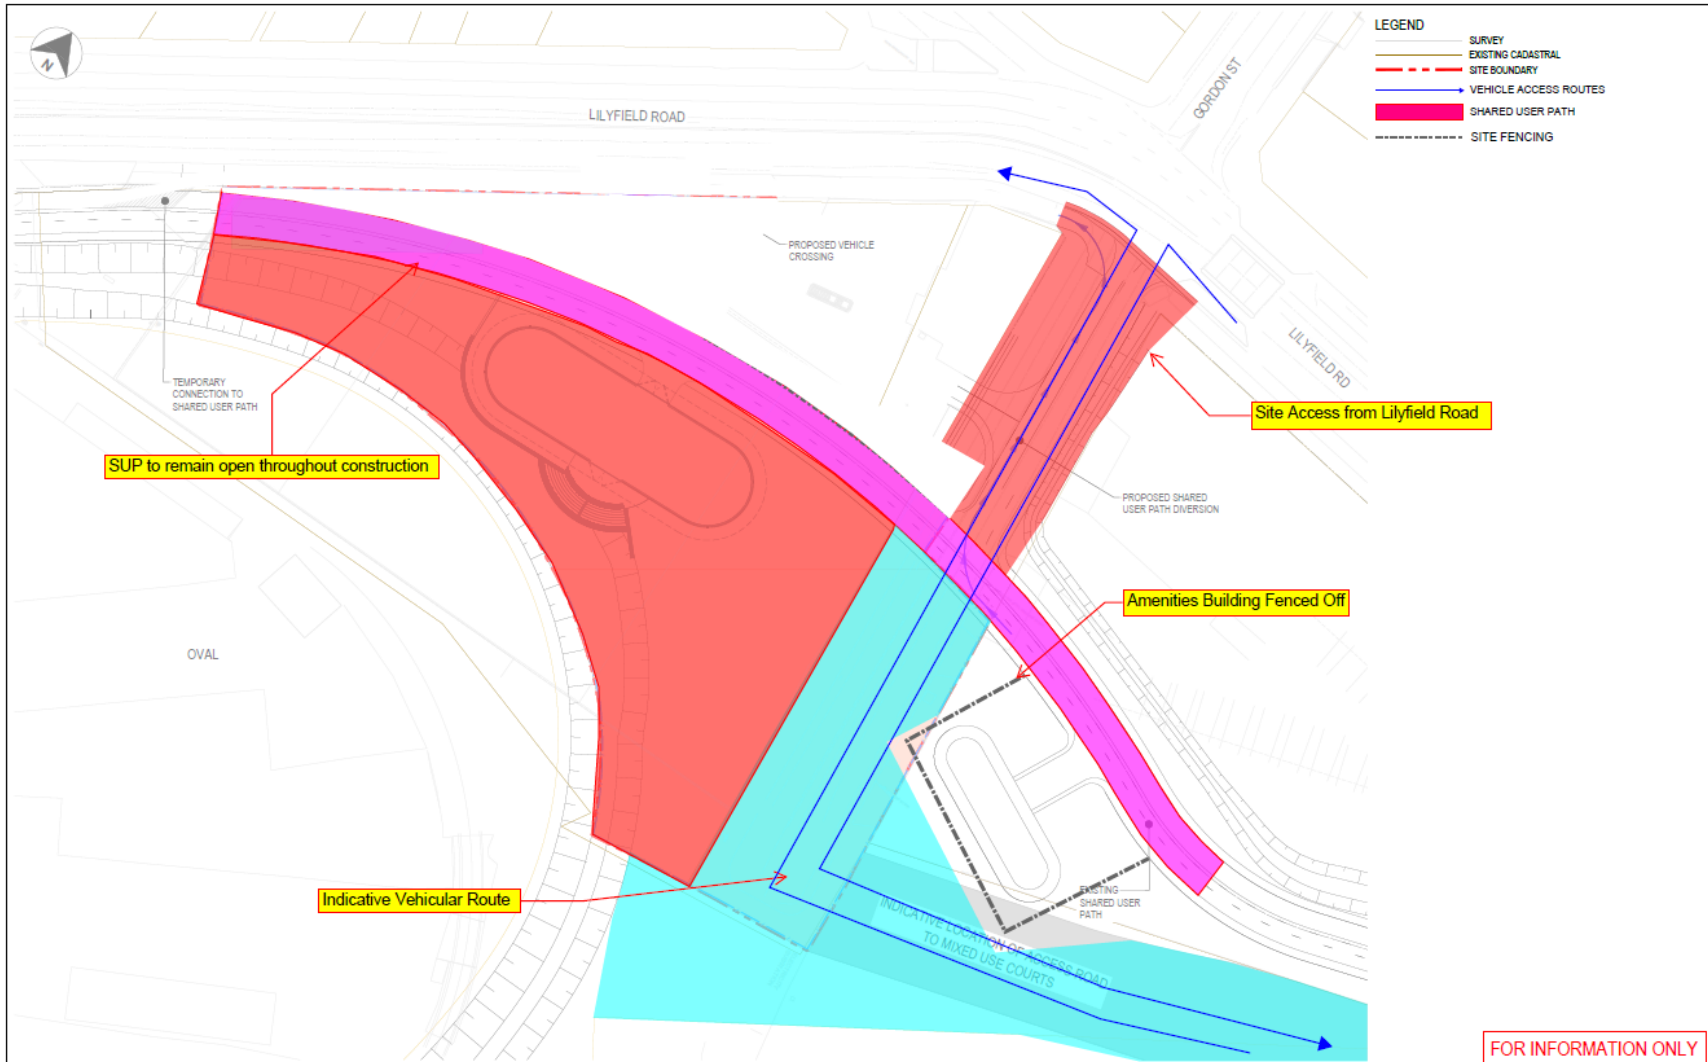 LEGEND
SURVEY
EXISTING CADASTRAL
SITE BOUNDARY
VEHICLE ACCESS ROUTES
SHARED USER PATH
SITE FENCING
N
LILYFIELD ROAD
GORDON ST
PROPOSED VEHICLE
CROSSING
LILYFIELD RD
TEMPORARY
CONNECTION TO
SHARED USER PATH
Site Access from Lilyfield Road
SUP to remain open throughout construction
PROPOSED SHARED
USER PATH DIVERSION
Amenities Building Fenced Off
OVAL
Indicative Vehicular Route
EXISTING
SHARED USER
PATH
INDICATIVE LOCATION OF ACCESS ROAD
TO MIXED USE COURTS
FOR INFORMATION ONLY